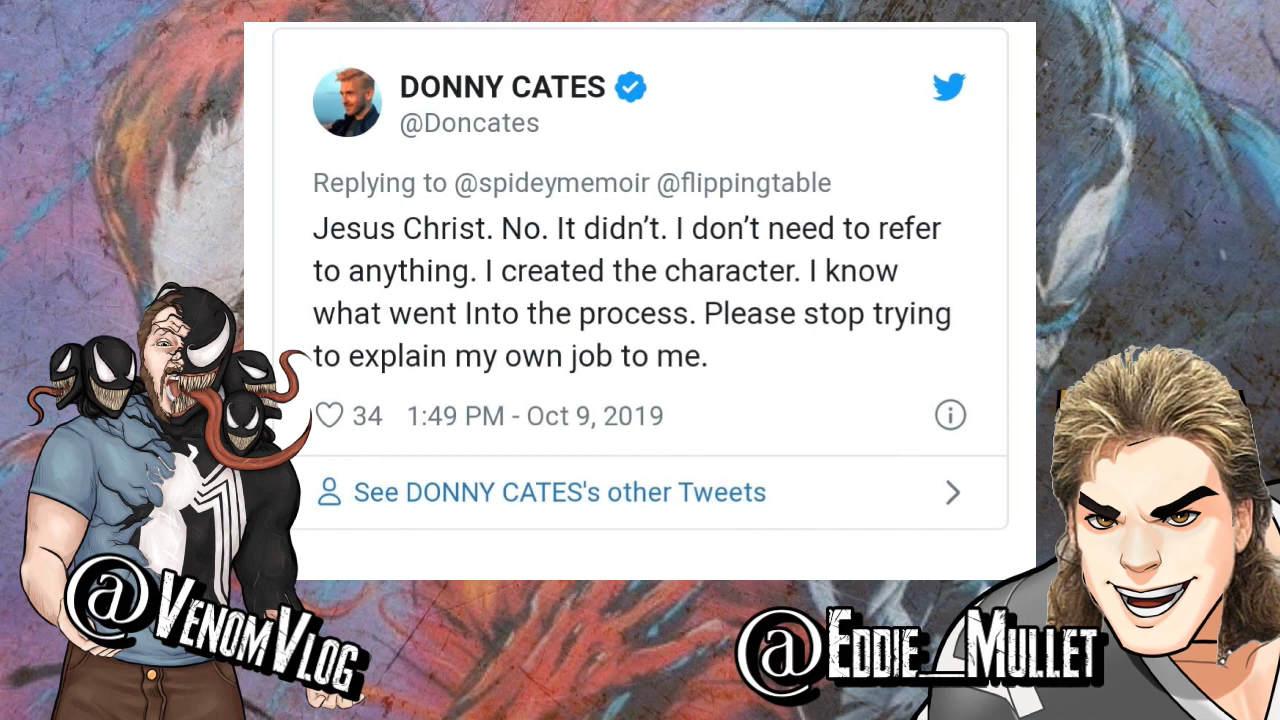 DONNY CATES
@Doncates
Replying to @spideymemoir @flippingtable
Jesus Christ. No. It didn’t. I don’t need to refer
to anything. I created the character. I know
what went Into the process. Please stop trying
to explain my own job to me.
34 1:49 PM - Oct 9, 2019
See DONNY CATES's other Tweets
@VenomVlog
@Eddie_Mullet